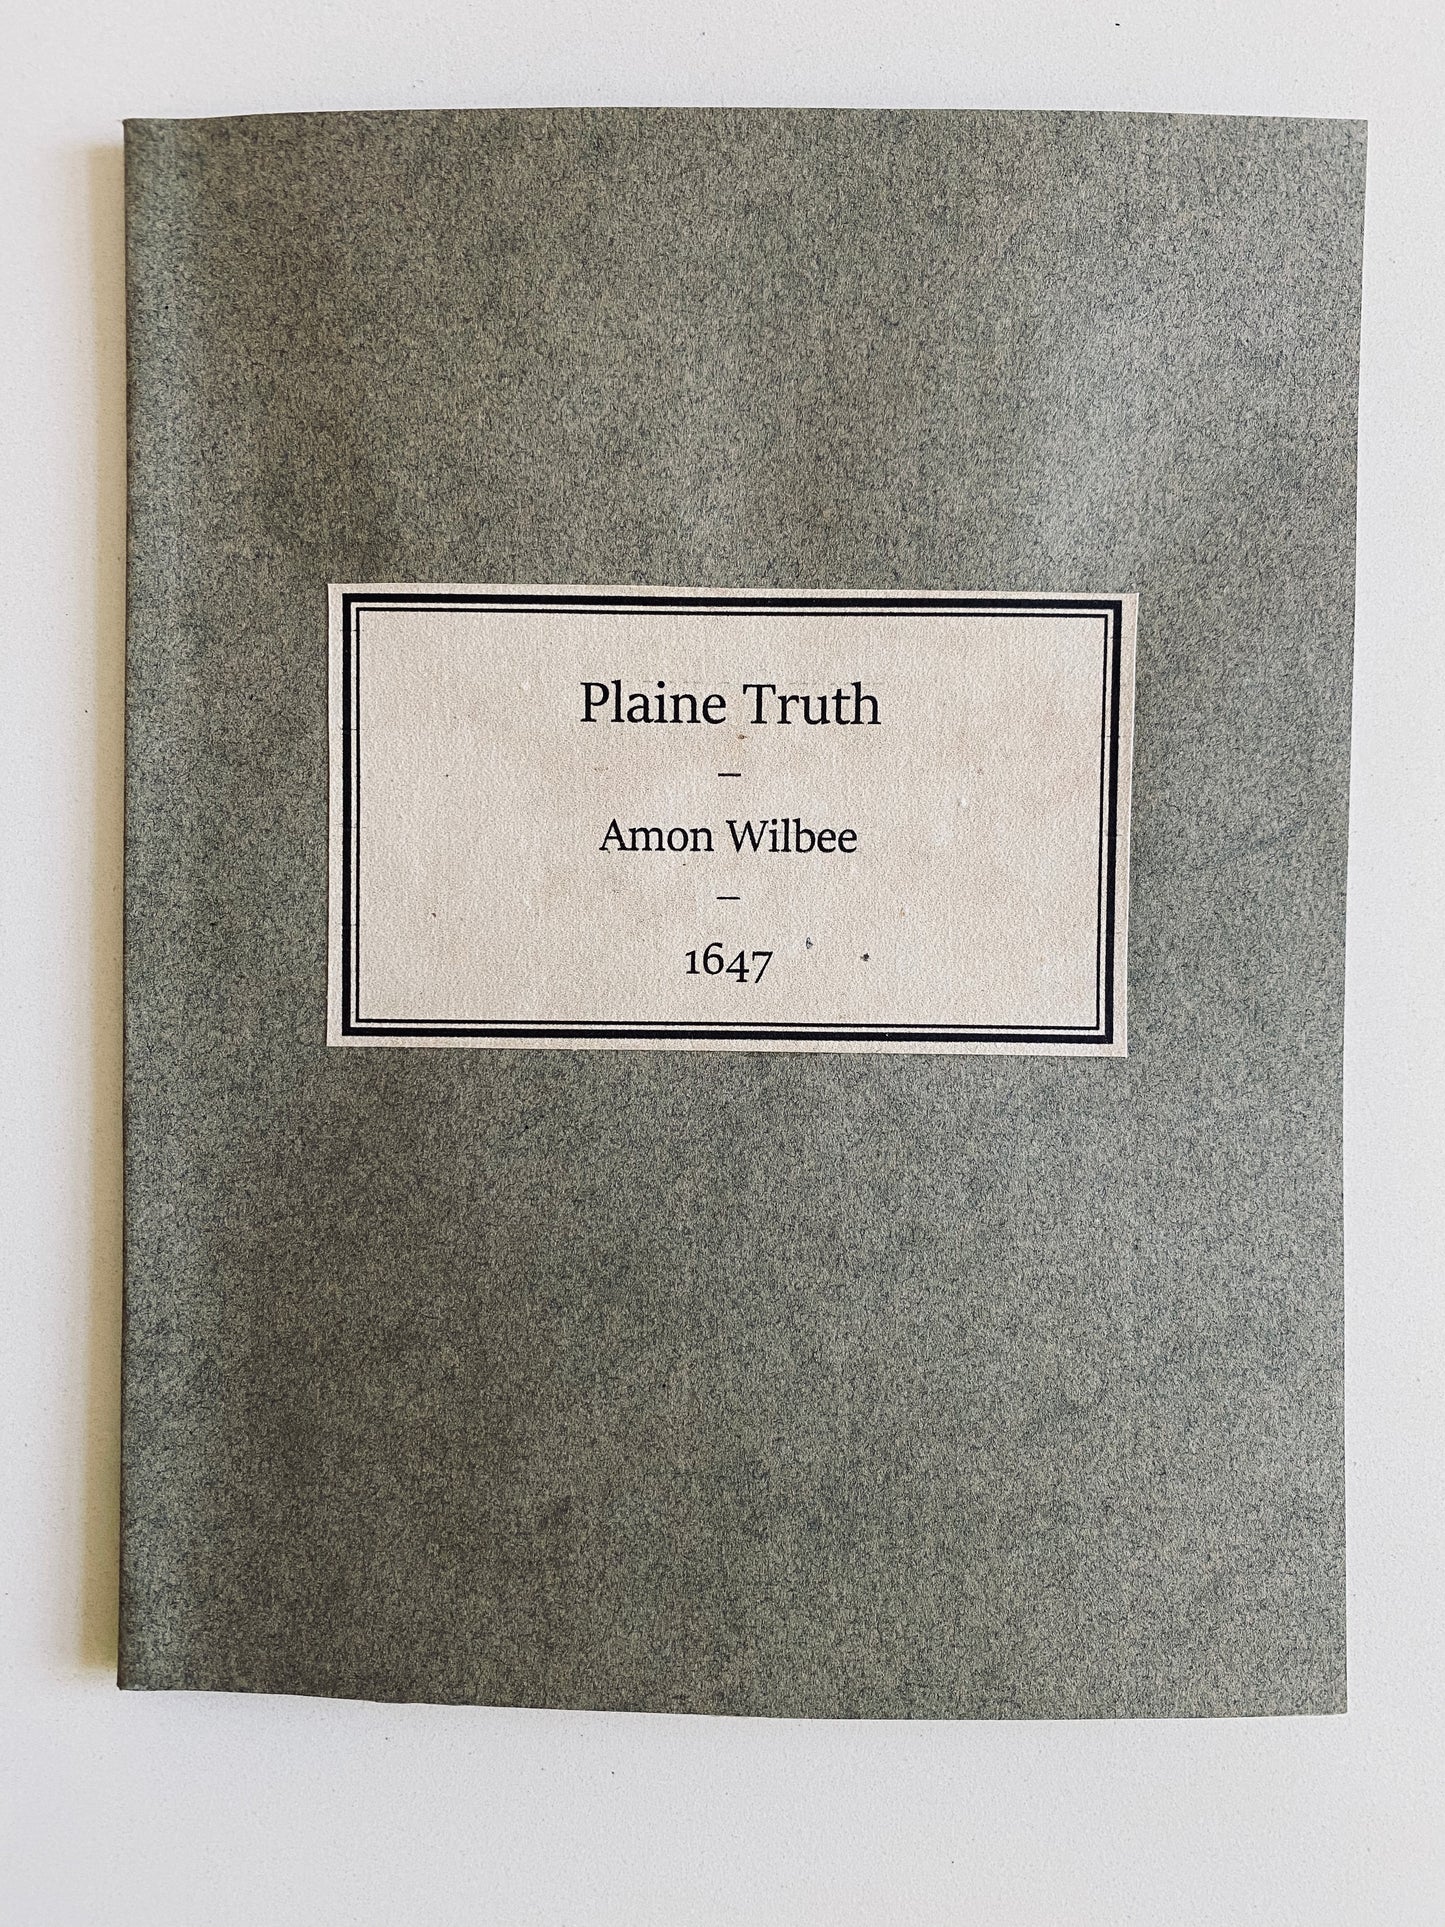 Plaine Truth
–
Amon Wilbee
–
1647